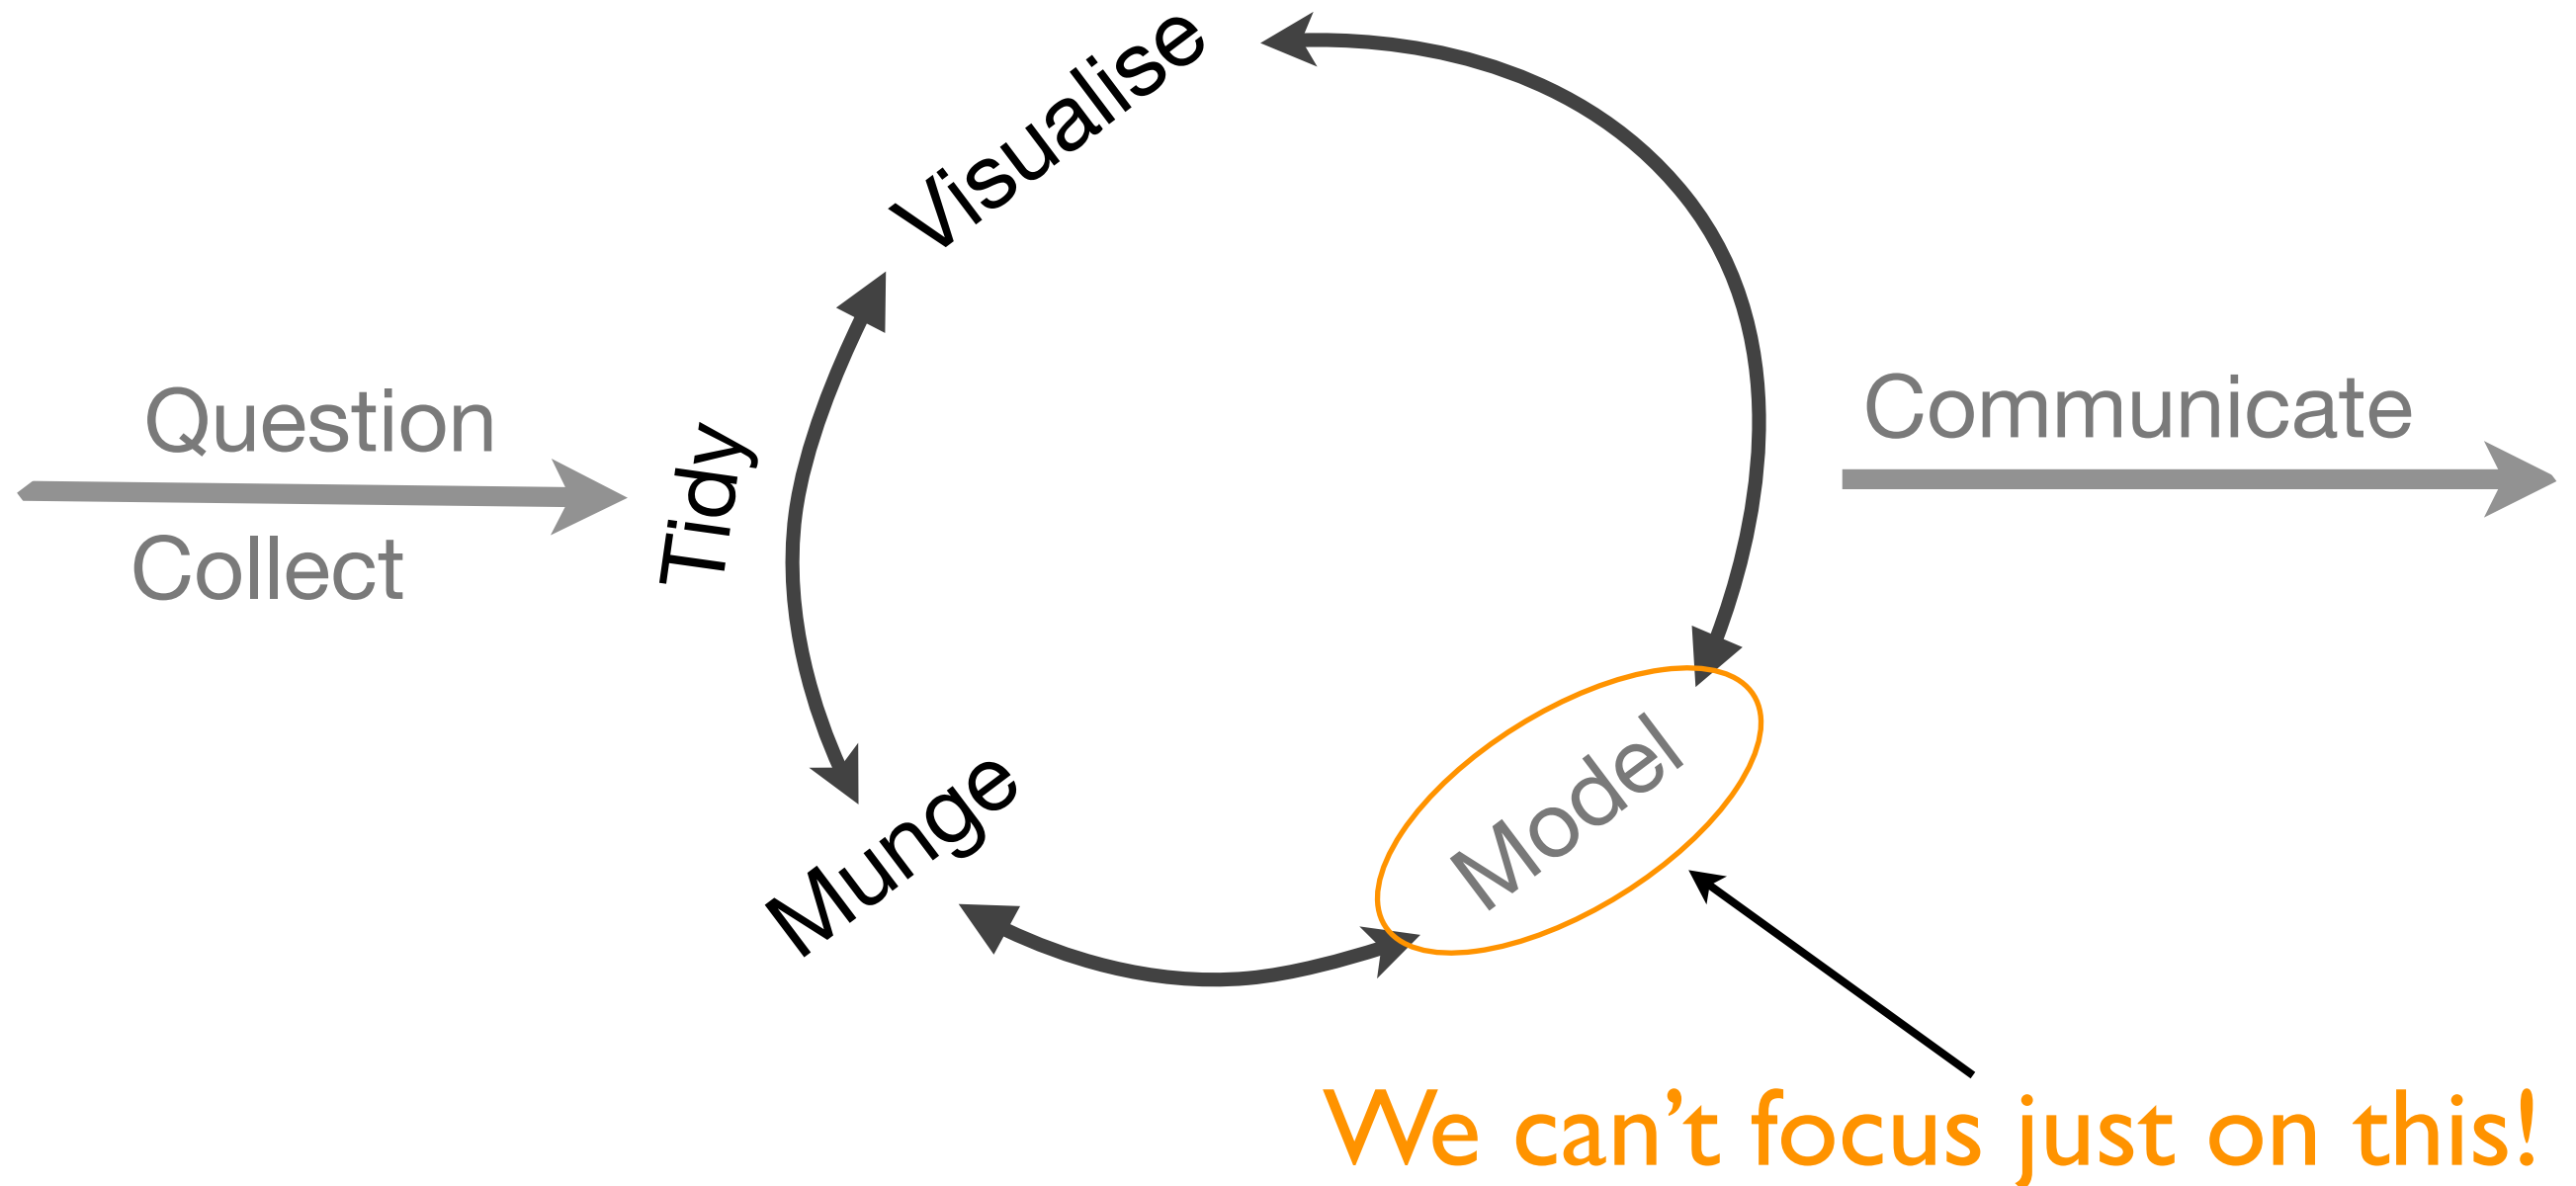 Visualise
Question
Collect
Tidy
Communicate
Munge
Model
We can’t focus just on this!